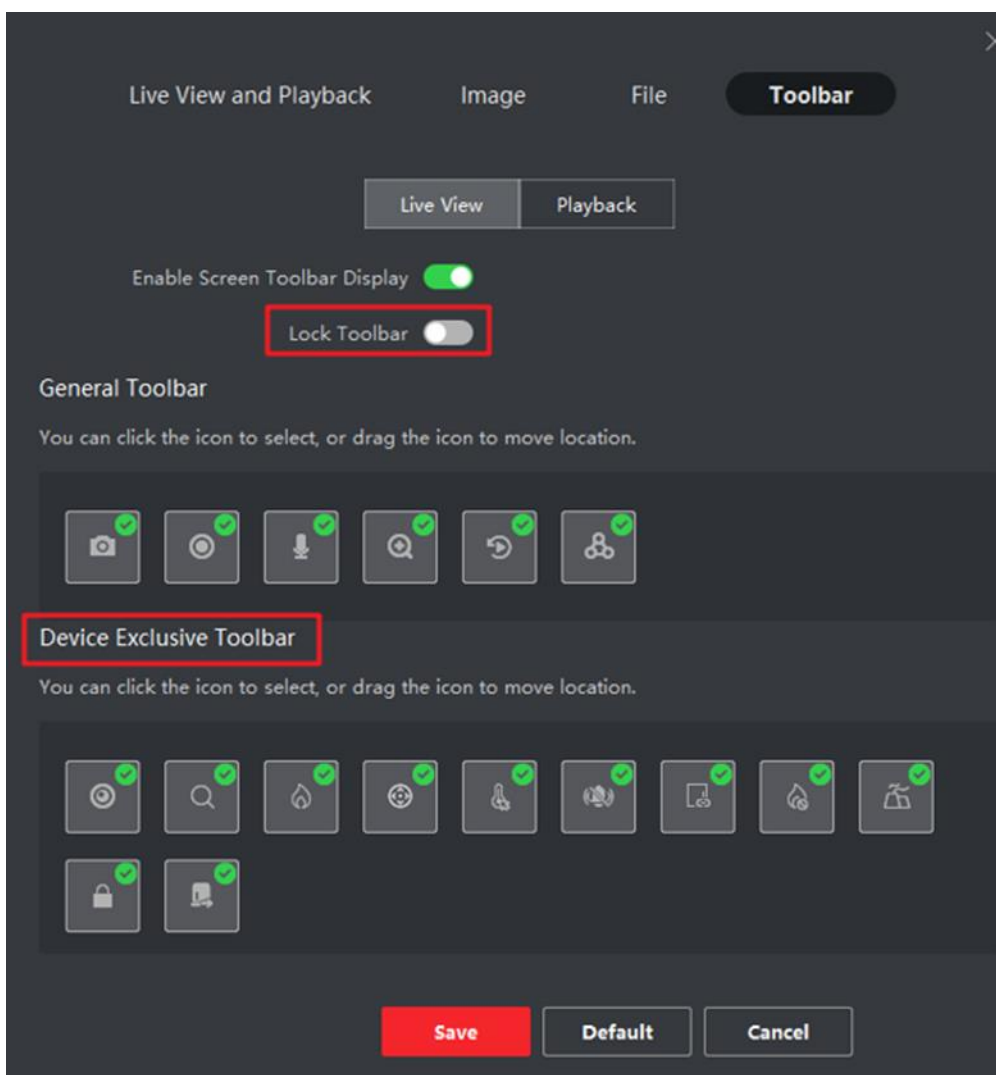 Live View and Playback Image File Toolbar
Live View Playback
Enable Screen Toolbar Display
Lock Toolbar
General Toolbar
You can click the icon to select, or drag the icon to move location.
Device Exclusive Toolbar
You can click the icon to select, or drag the icon to move location.
Save Default Cancel